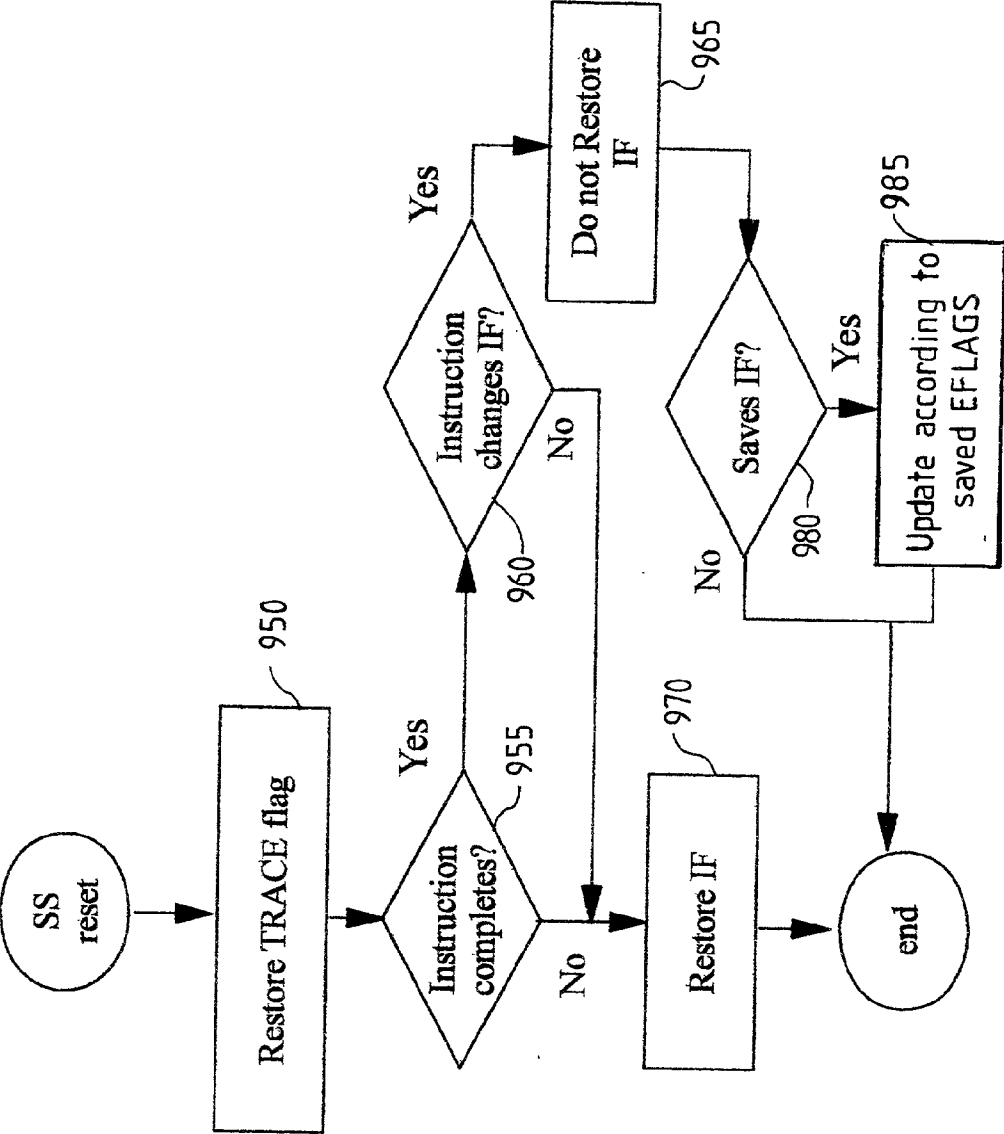 SS
reset
950
Restore TRACE flag
Instruction
completes?
955
Yes
No
Instruction
changes IF?
960
Yes
No
Do not Restore
IF
965
Restore IF
970
Saves IF?
980
No
Yes
Update according to
saved EFLAGS
985
end